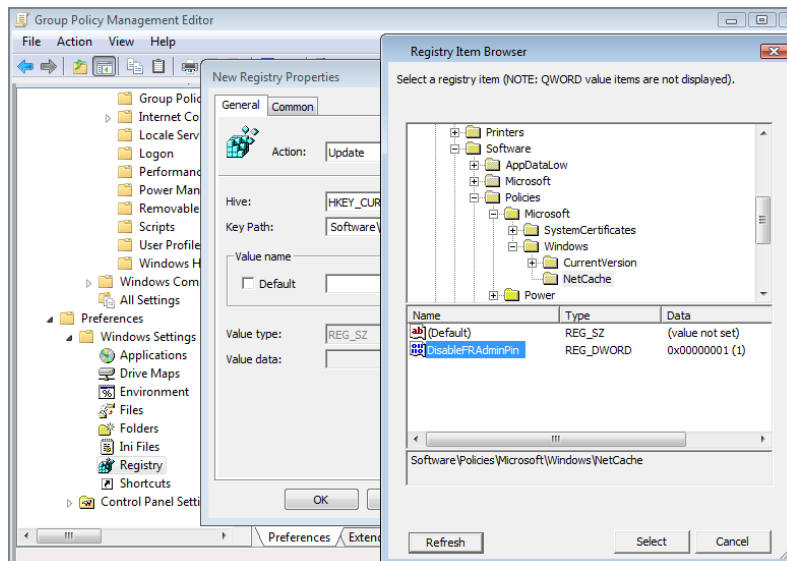 Group Policy Management Editor
File Action View Help
Group Polic
Internet Co
Locale Serv
Logon
Performanc
Power Man
Removable
Scripts
User Profile
Windows H
Windows Com
All Settings
Preferences
Windows Settings
Applications
Drive Maps
Environment
Files
Folders
Ini Files
Registry
Shortcuts
Control Panel Setti
Preferences Exten
New Registry Properties
General Common
Action: Update
Hive: HKEY_CUR
Key Path: Software\
Value name
Default
Value type: REG_SZ
Value data:
OK
Registry Item Browser
Select a registry item (NOTE: QWORD value items are not displayed).
Printers
Software
AppDataLow
Microsoft
Policies
Microsoft
SystemCertificates
Windows
CurrentVersion
NetCache
Power
Name Type Data
(Default) REG_SZ (value not set)
DisableFRAdminPin REG_DWORD 0x00000001 (1)
Software\Policies\Microsoft\Windows\NetCache
Refresh Select Cancel